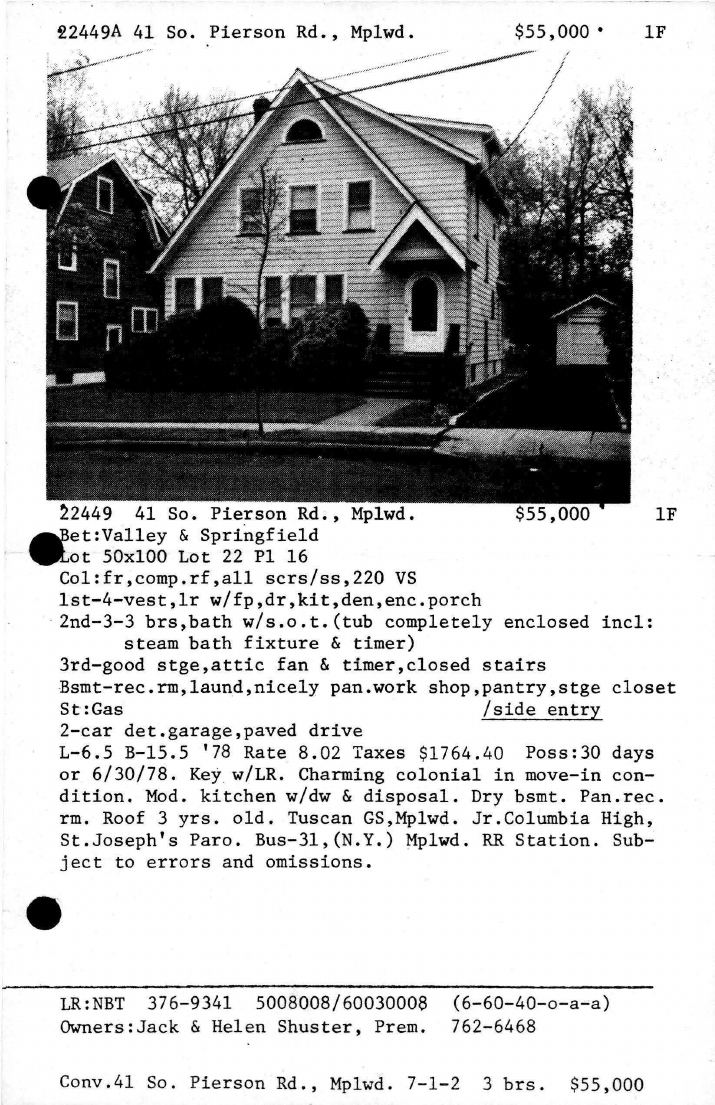 22449A 41 So. Pierson Rd., Mplwd. $55,000 1F
22449 41 So. Pierson Rd., Mplwd. $55,000 1F
Bet:Valley & Springfield
Lot 50x100 Lot 22 Pl 16
Col:fr,comp.rf,all scrs/ss,220 VS
1st-4-vest,lr w/fp,dr,kit,den,enc.porch
2nd-3-3 brs,bath w/s.o.t.(tub completely enclosed incl:
steam bath fixture & timer)
3rd-good stge,attic fan & timer,closed stairs
Bsmt-rec.rm,laund,nicely pan.work shop,pantry,stge closet
St:Gas /side entry
2-car det.garage,paved drive
L-6.5 B-15.5 '78 Rate 8.02 Taxes $1764.40 Poss:30 days
or 6/30/78. Key w/LR. Charming colonial in move-in con-
dition. Mod. kitchen w/dw & disposal. Dry bsmt. Pan.rec.
rm. Roof 3 yrs. old. Tuscan GS,Mplwd. Jr.Columbia High,
St.Joseph's Paro. Bus-31,(N.Y.) Mplwd. RR Station. Sub-
ject to errors and omissions.
LR:NBT 376-9341 5008008/60030008 (6-60-40-o-a-a)
Owners:Jack & Helen Shuster, Prem. 762-6468
Conv.41 So. Pierson Rd., Mplwd. 7-1-2 3 brs. $55,000